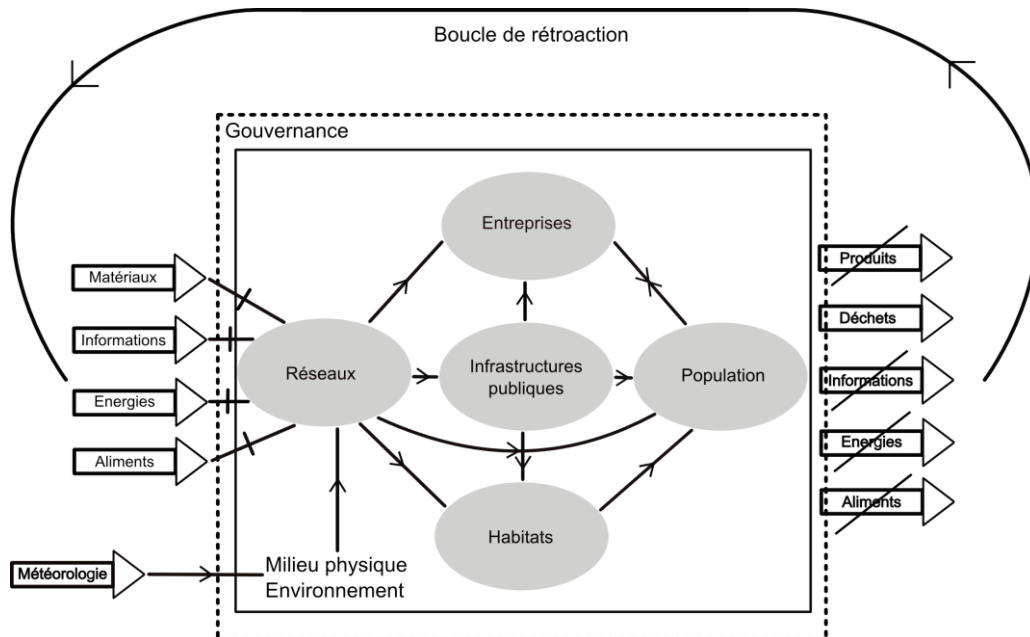 Boucle de rétroaction
Gouvernance
Entreprises
Matériaux
Informations
Energies
Aliments
Réseaux
Infrastructures
publiques
Population
Habitats
Météorologie
Milieu physique
Environnement
Produits
Déchets
Informations
Energies
Aliments